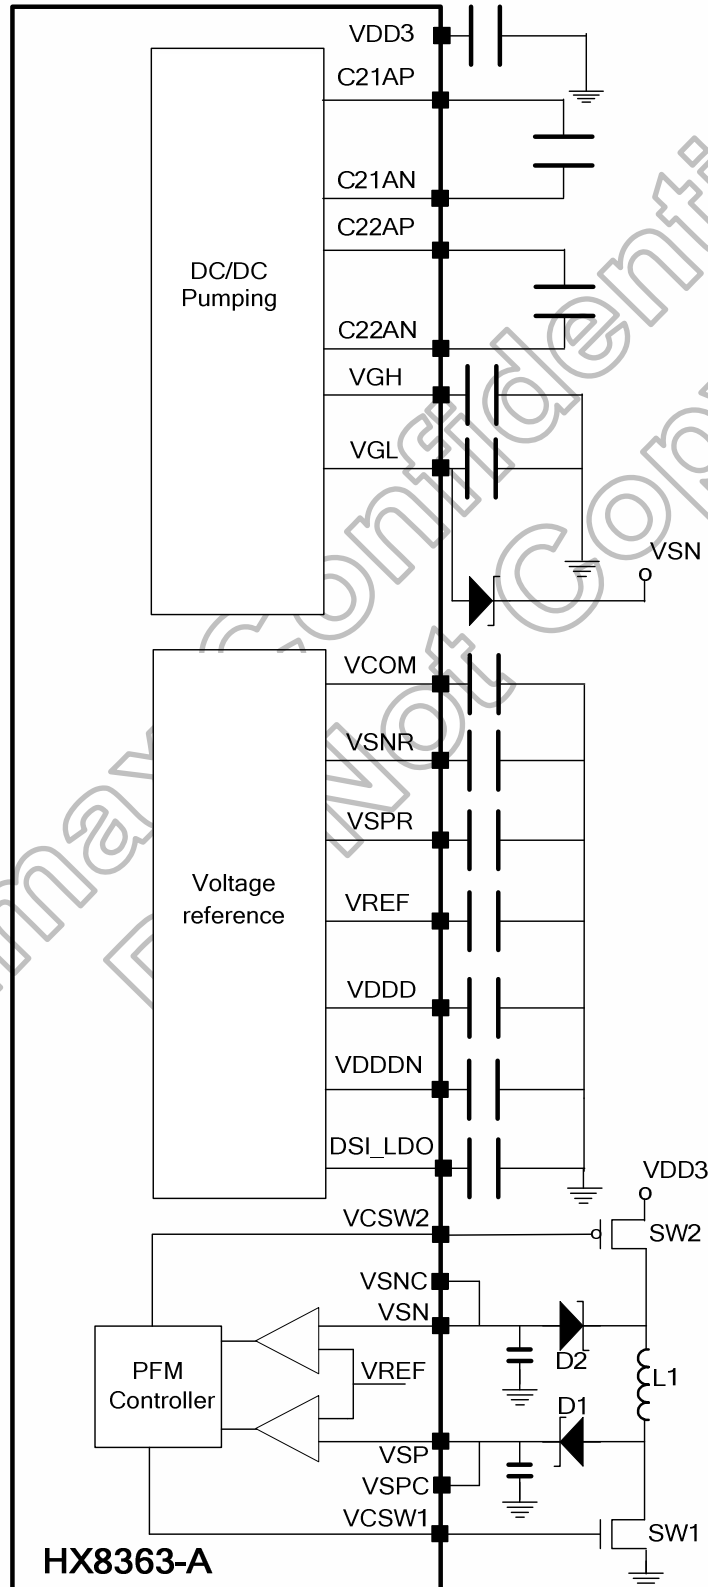 VDD3
C21AP
C21AN
C22AP
DC/DC
Pumping
C22AN
VGH
VGL
VSN
VCOM
VSNR
VSPR
Voltage
reference
VREF
VDDD
VDDDN
DSI_LDO
VDD3
VCSW2
SW2
VSNC
VSN
D2
PFM
Controller
VREF
L1
D1
VSP
VSPC
VCSW1
SW1
HX8363-A